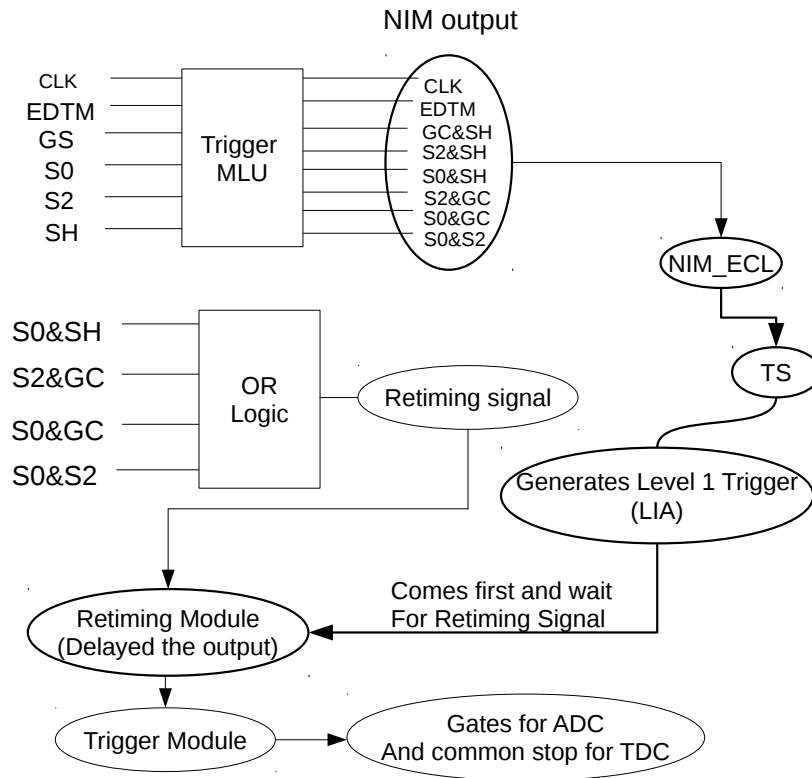 NIM output
CLK
EDTM
GS
S0
S2
SH
Trigger
MLU
CLK
EDTM
GC&SH
S2&SH
S0&SH
S2&GC
S0&GC
S0&S2
NIM_ECL
TS
S0&SH
S2&GC
S0&GC
S0&S2
OR
Logic
Retiming signal
Generates Level 1 Trigger
(LIA)
Comes first and wait
For Retiming Signal
Retiming Module
(Delayed the output)
Trigger Module
Gates for ADC
And common stop for TDC